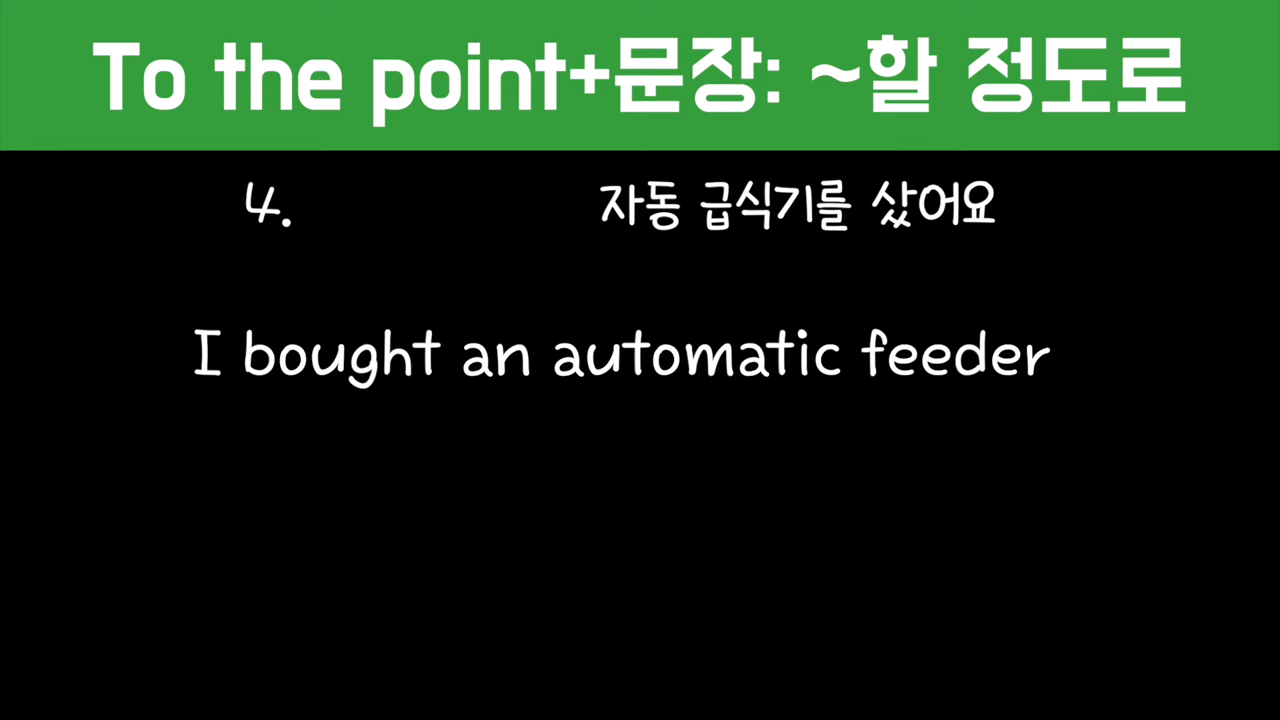 To the point+문장: ~할 정도로
4. 자동 급식기를 샀어요
I bought an automatic feeder